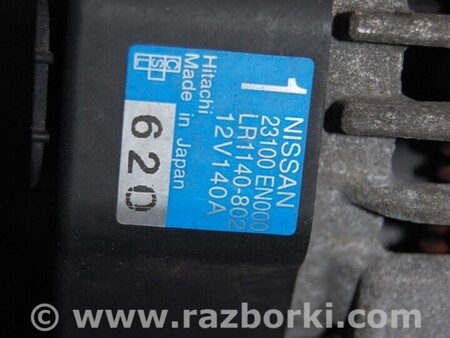 1 NISSAN
23100 EN000
LR1140-802
12V140A
Hitachi
Made in Japan
620
© www.razborki.com